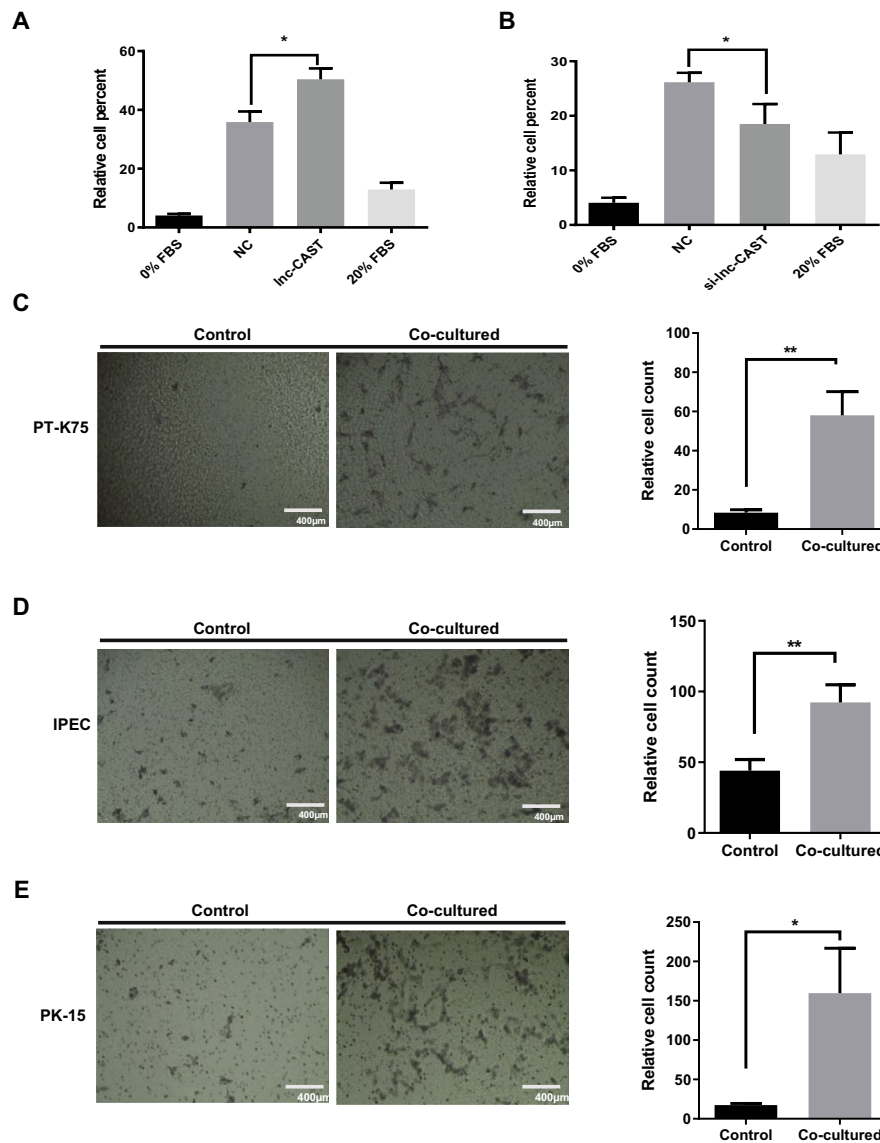 A
Relative cell percent
60
40
20
0
*
0% FBS
NC
lnc-CAST
20% FBS
B
Relative cell percent
30
20
10
0
*
0% FBS
NC
si-lnc-CAST
20% FBS
C
Control
Co-cultured
PT-K75
400μm
400μm
Relative cell count
100
80
60
40
20
0
**
Control
Co-cultured
D
Control
Co-cultured
IPEC
400μm
400μm
Relative cell count
150
100
50
0
**
Control
Co-cultured
E
Control
Co-cultured
PK-15
400μm
400μm
Relative cell count
250
200
150
100
50
0
*
Control
Co-cultured